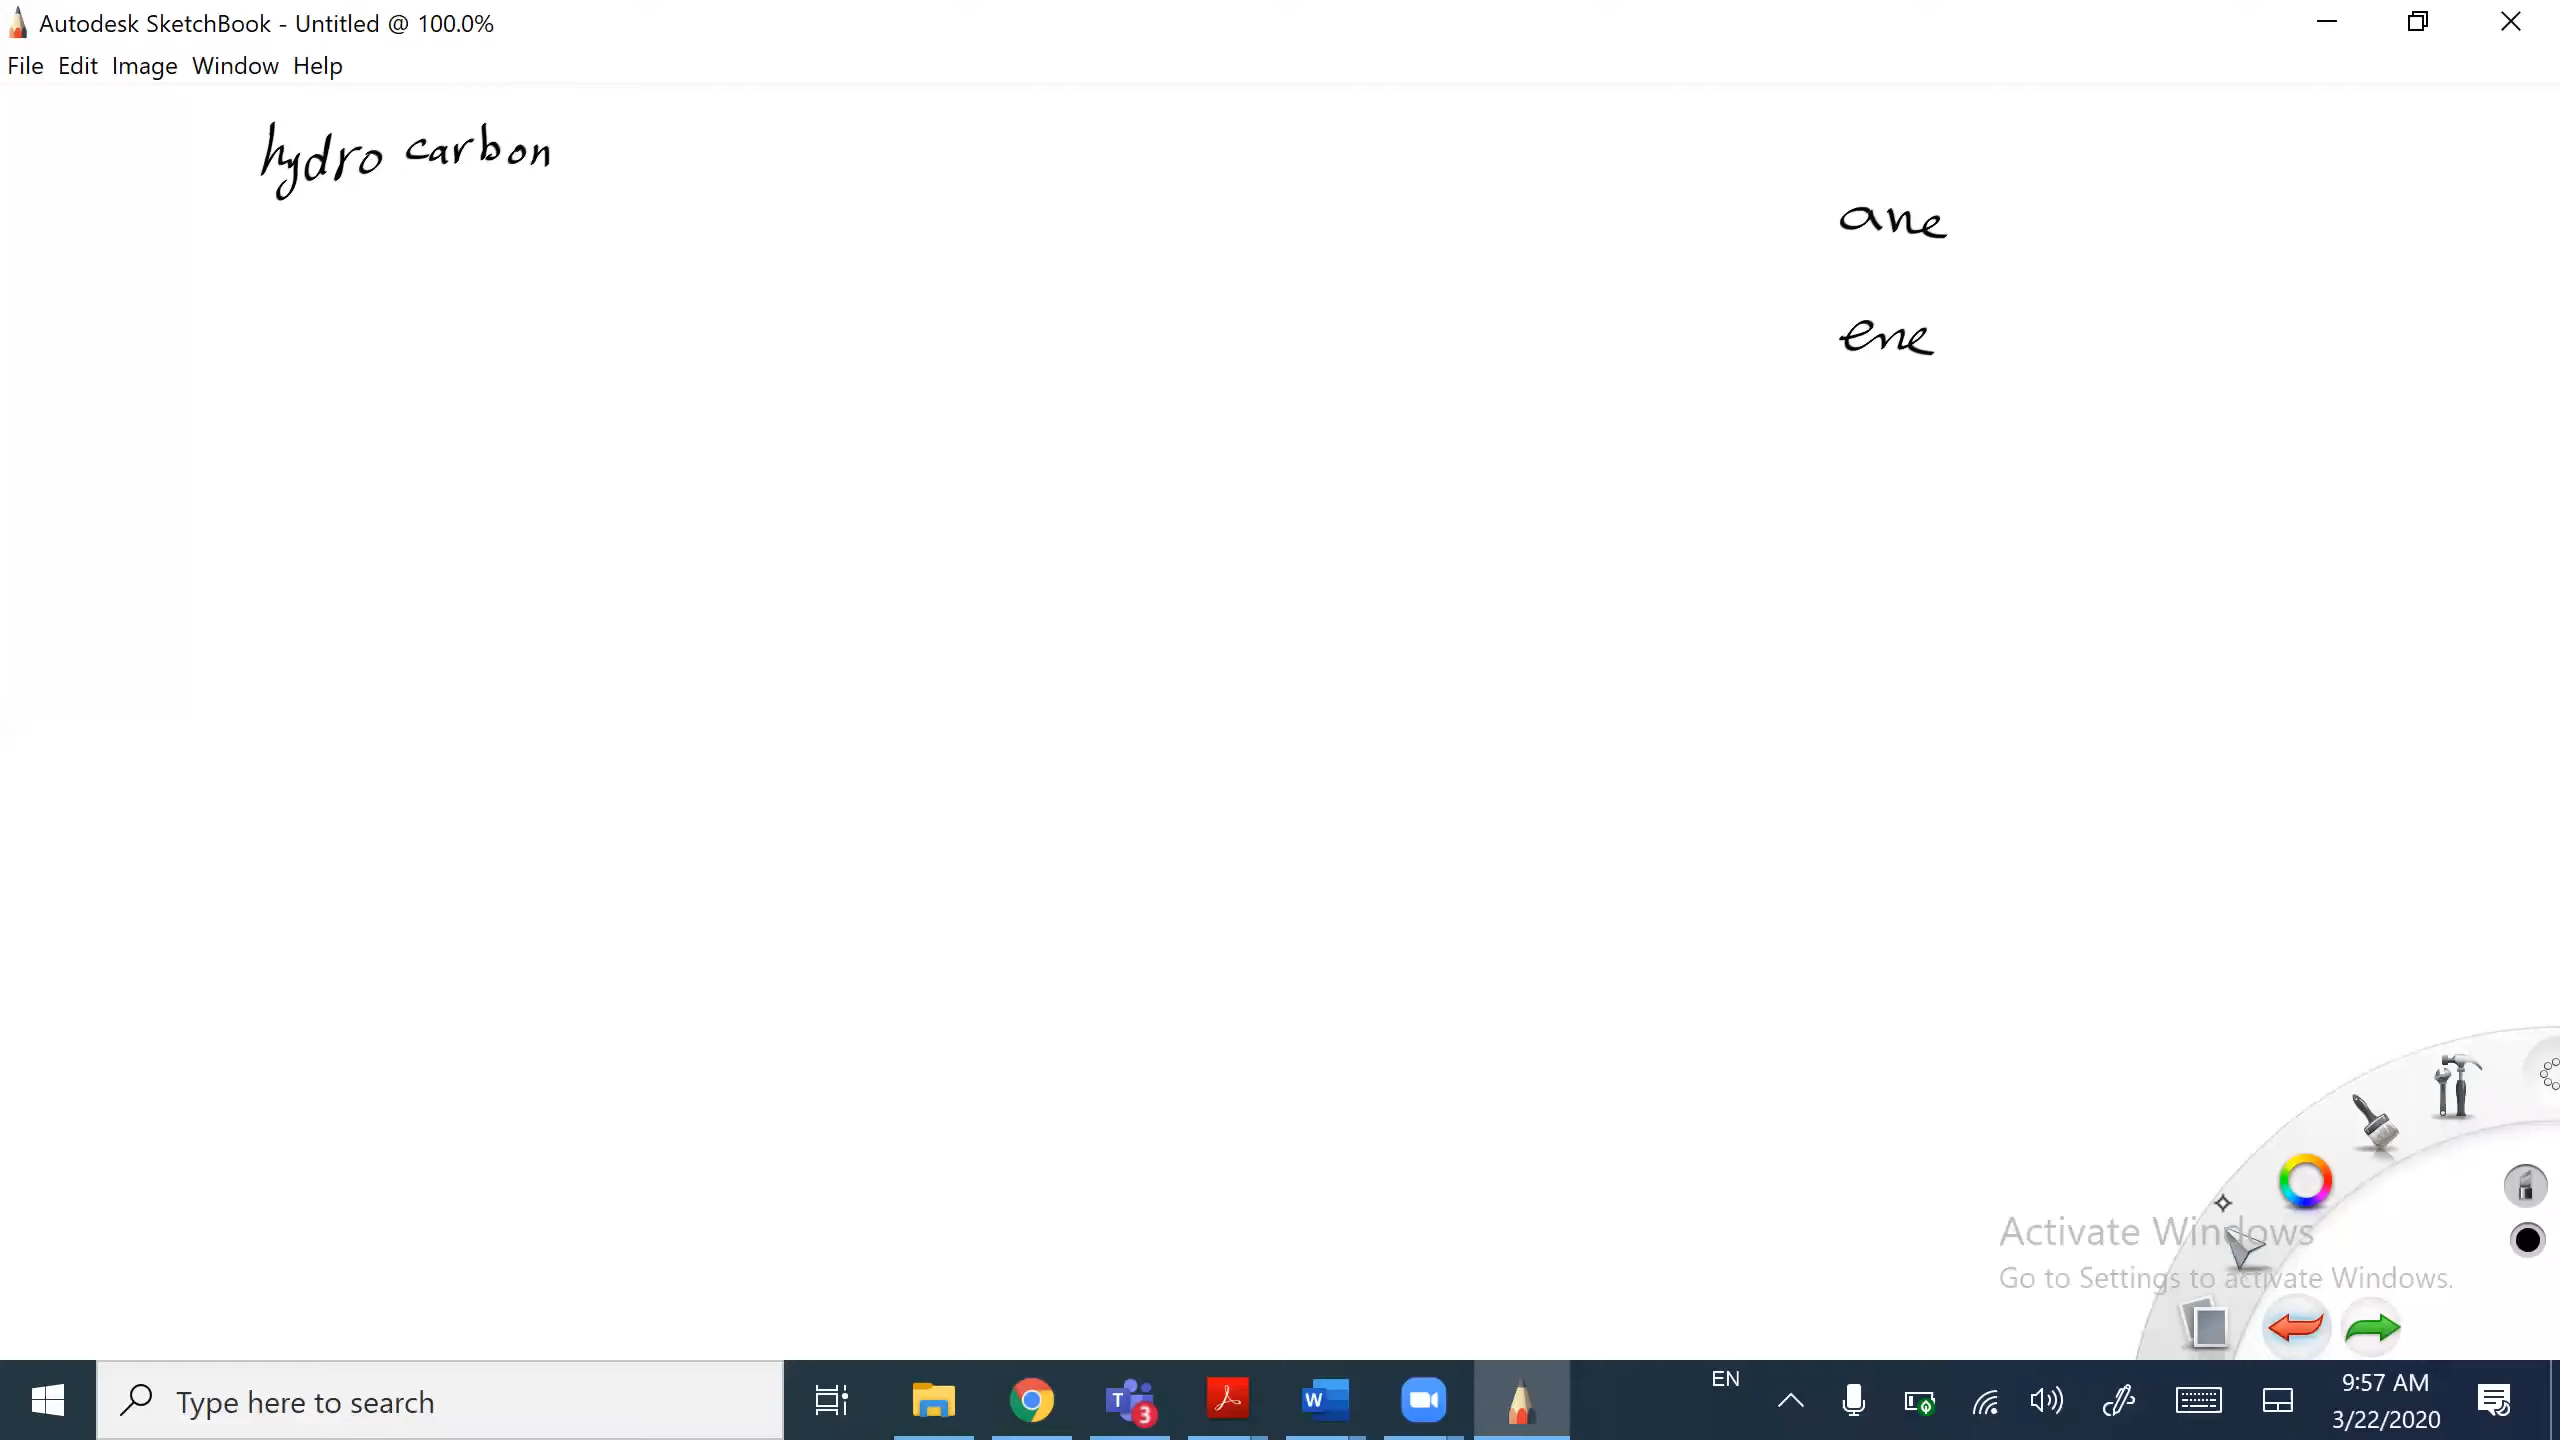 Autodesk SketchBook - Untitled @ 100.0%
File Edit Image Window Help
hydro carbon
ane
ene
Activate Windows
Go to Settings to activate Windows.
Type here to search
T 3
W
EN
9:57 AM
3/22/2020